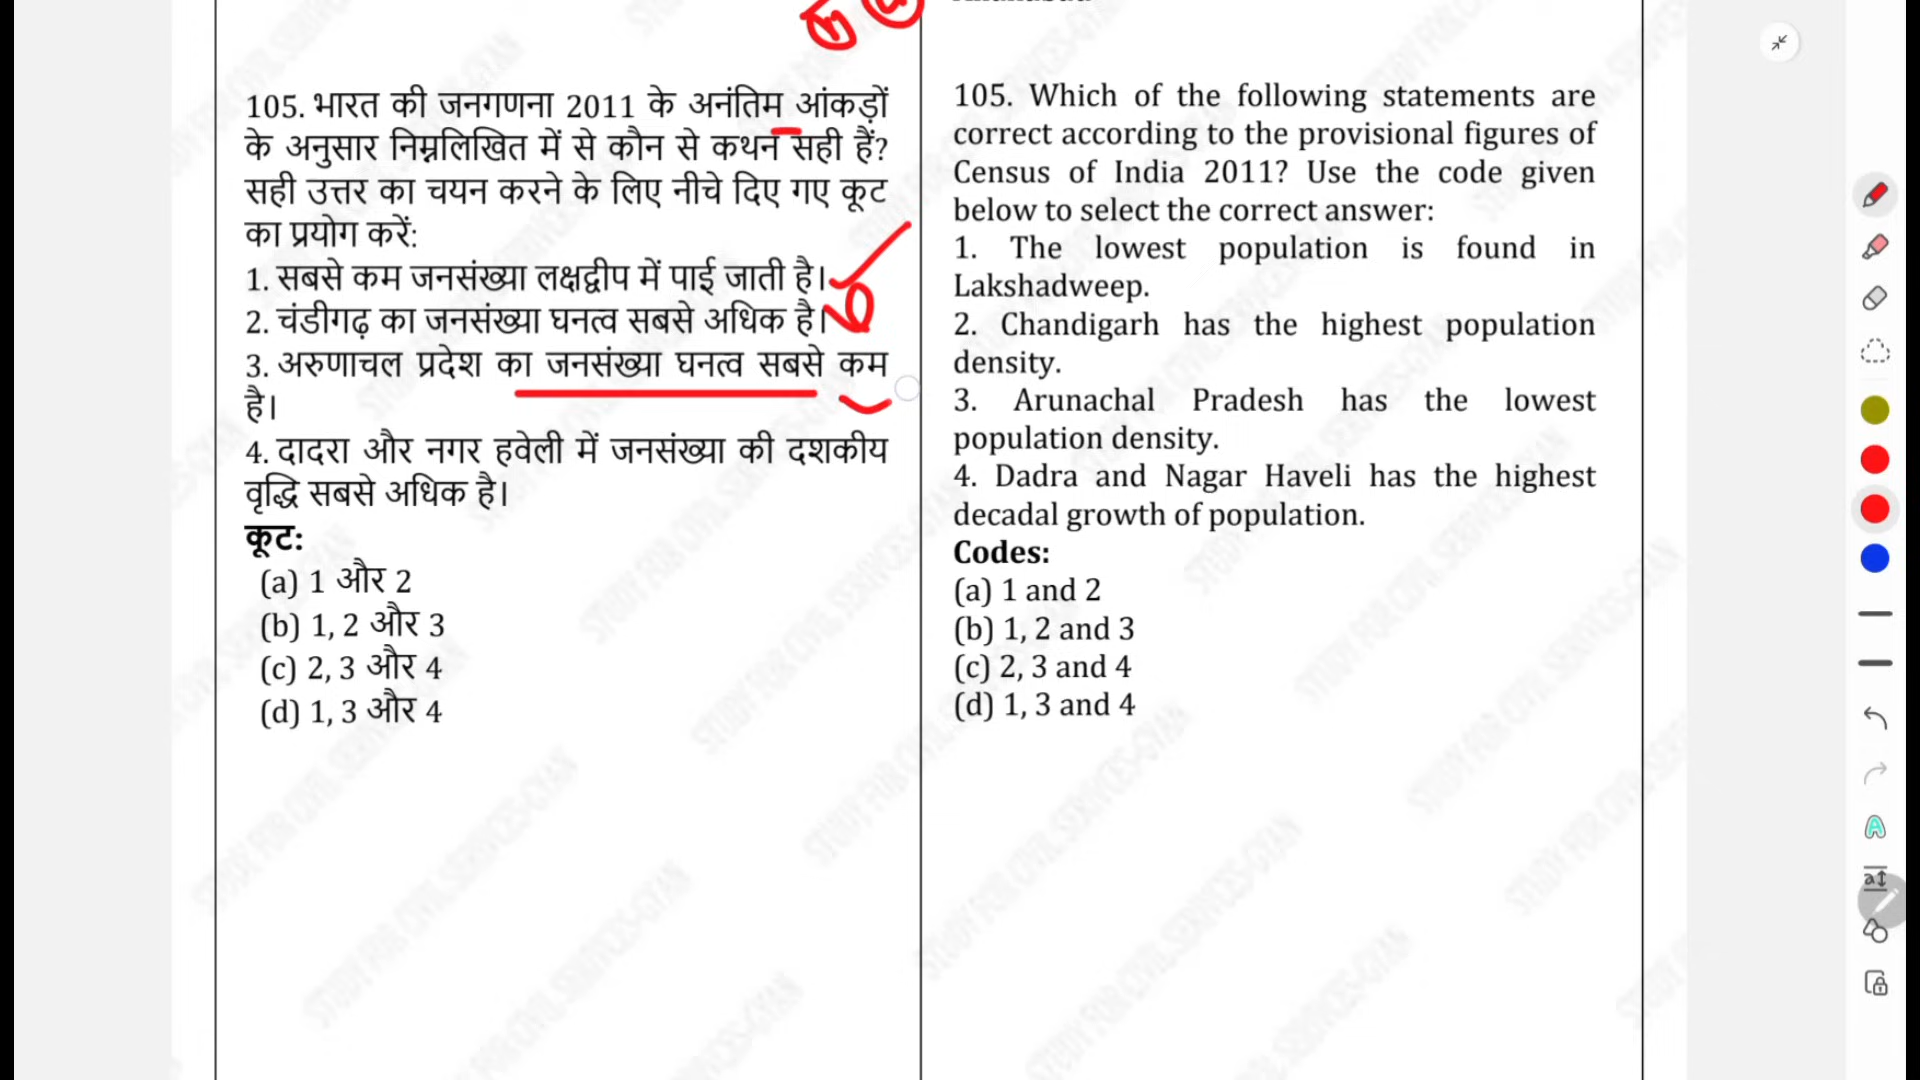 105. भारत की जनगणना 2011 के अनंतिम आंकड़ों
के अनुसार निम्नलिखित में से कौन से कथन सही हैं?
सही उत्तर का चयन करने के लिए नीचे दिए गए कूट
का प्रयोग करें:
1. सबसे कम जनसंख्या लक्षद्वीप में पाई जाती है।
2. चंडीगढ़ का जनसंख्या घनत्व सबसे अधिक है।
3. अरुणाचल प्रदेश का जनसंख्या घनत्व सबसे कम
है।
4. दादरा और नगर हवेली में जनसंख्या की दशकीय
वृद्धि सबसे अधिक है।
कूट:
(a) 1 और 2
(b) 1, 2 और 3
(c) 2, 3 और 4
(d) 1, 3 और 4
105. Which of the following statements are
correct according to the provisional figures of
Census of India 2011? Use the code given
below to select the correct answer:
1. The lowest population is found in
Lakshadweep.
2. Chandigarh has the highest population
density.
3. Arunachal Pradesh has the lowest
population density.
4. Dadra and Nagar Haveli has the highest
decadal growth of population.
Codes:
(a) 1 and 2
(b) 1, 2 and 3
(c) 2, 3 and 4
(d) 1, 3 and 4
STUDY FOR CIVIL SERVICES-GYAN